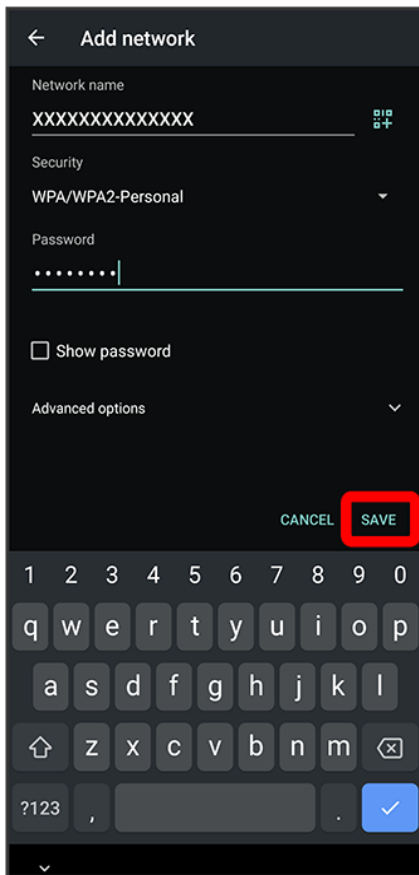 Add network
Network name
XXXXXXXXXXXXXX
Security
WPA/WPA2-Personal
Password
••••••••
Show password
Advanced options
CANCEL SAVE
1 2 3 4 5 6 7 8 9 0
q w e r t y u i o p
a s d f g h j k l
z x c v b n m
?123 , .